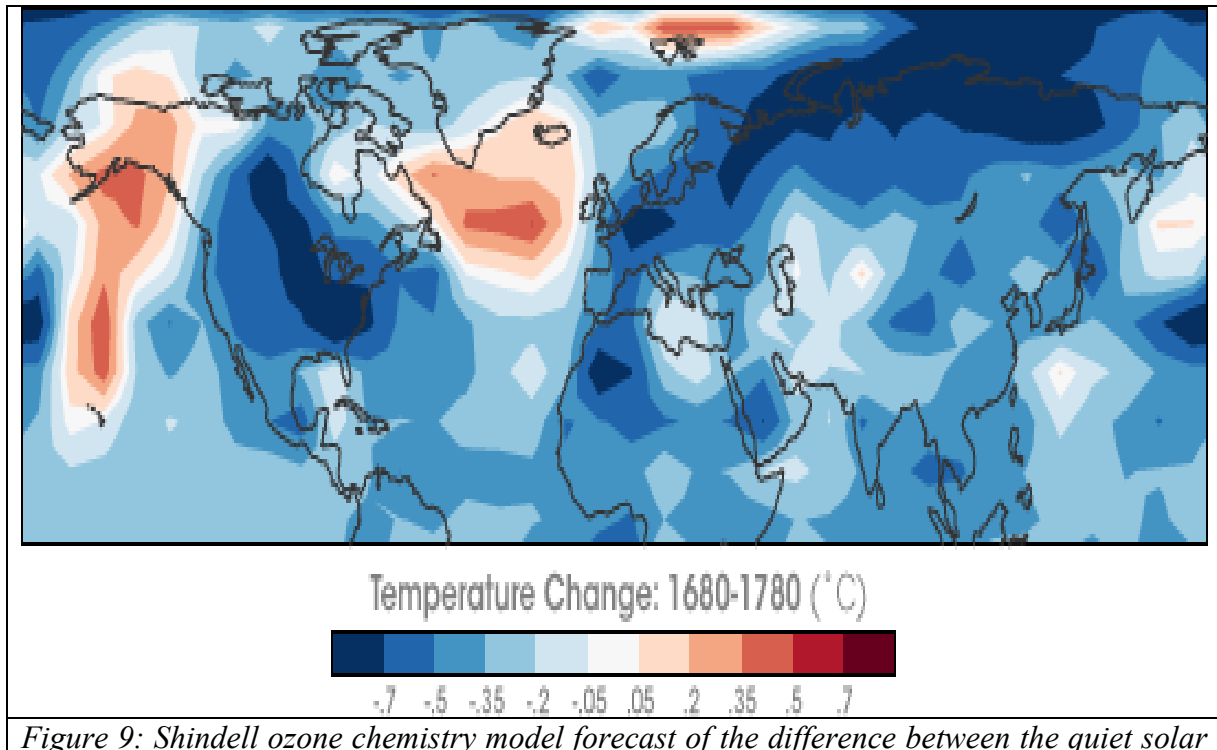 Temperature Change: 1680-1780 (°C)
-.7 -.5 -.35 -.2 -.05 .05 .2 .35 .5 .7
Figure 9: Shindell ozone chemistry model forecast of the difference between the quiet solar